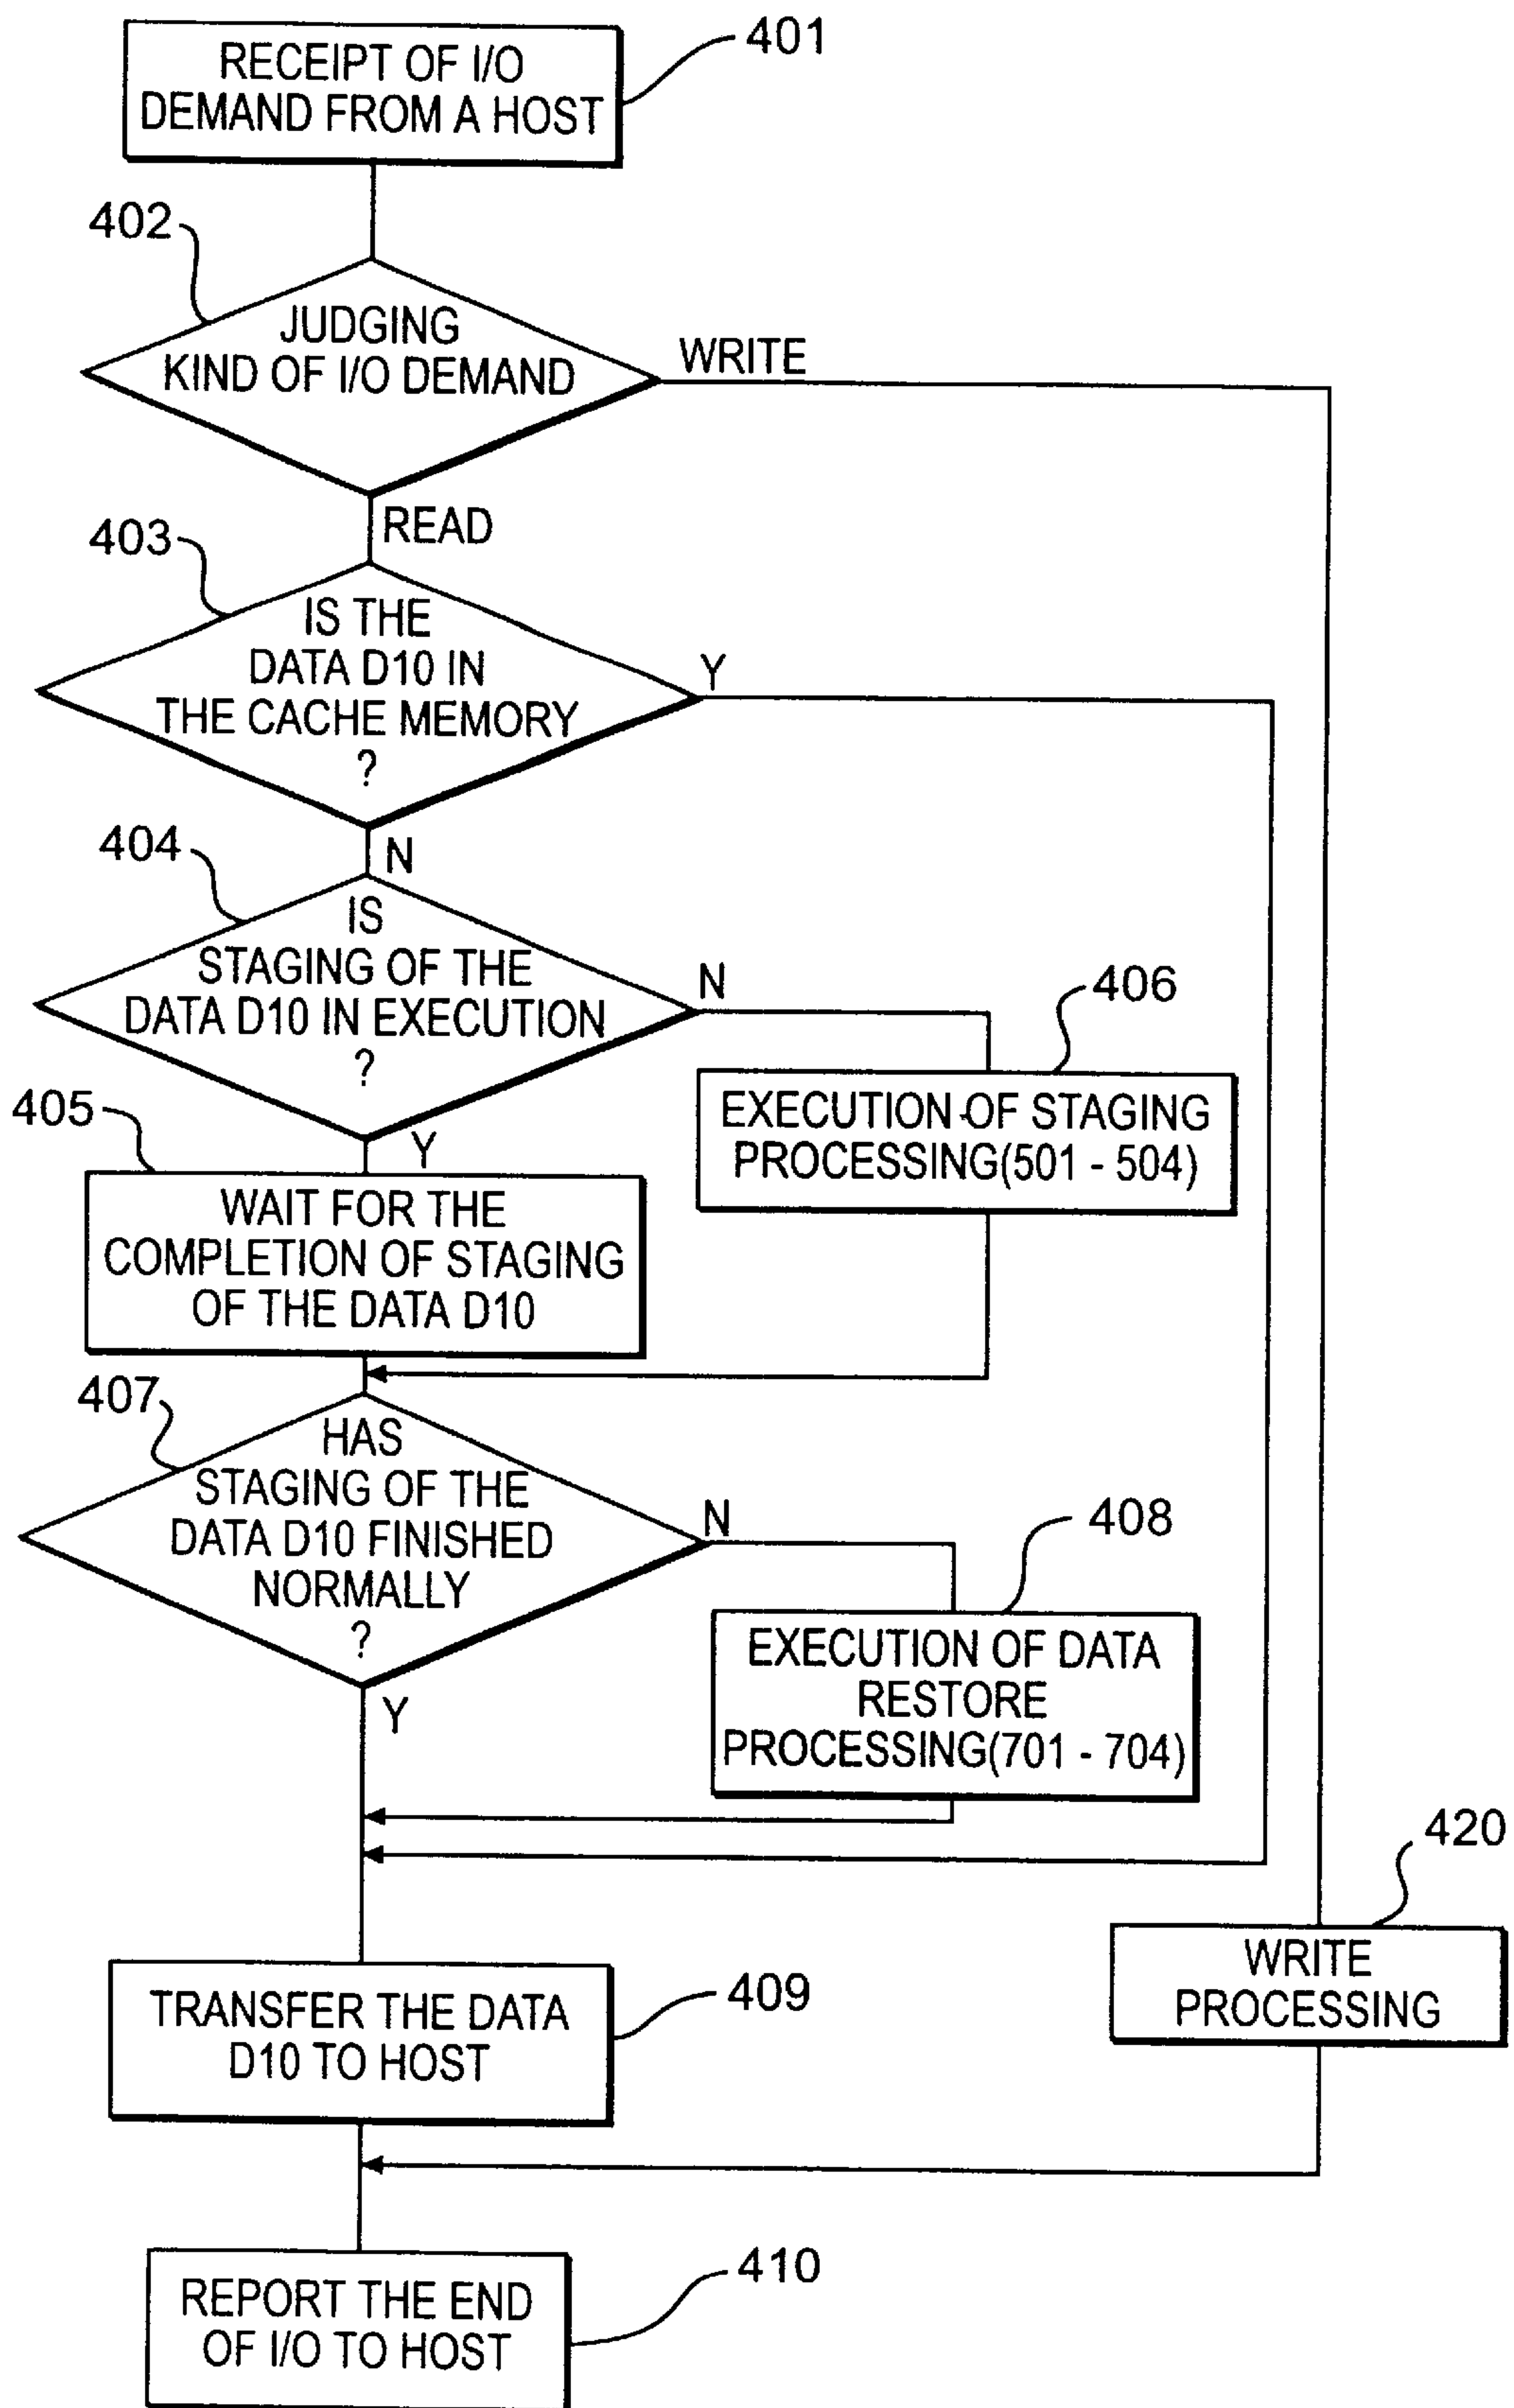 RECEIPT OF I/O
DEMAND FROM A HOST
401
402
JUDGING
KIND OF I/O DEMAND
WRITE
READ
403
IS THE
DATA D10 IN
THE CACHE MEMORY
?
Y
N
404
IS
STAGING OF THE
DATA D10 IN EXECUTION
?
N
406
EXECUTION OF STAGING
PROCESSING(501 - 504)
Y
405
WAIT FOR THE
COMPLETION OF STAGING
OF THE DATA D10
407
HAS
STAGING OF THE
DATA D10 FINISHED
NORMALLY
?
N
408
EXECUTION OF DATA
RESTORE
PROCESSING(701 - 704)
Y
420
WRITE
PROCESSING
TRANSFER THE DATA
D10 TO HOST
409
REPORT THE END
OF I/O TO HOST
410